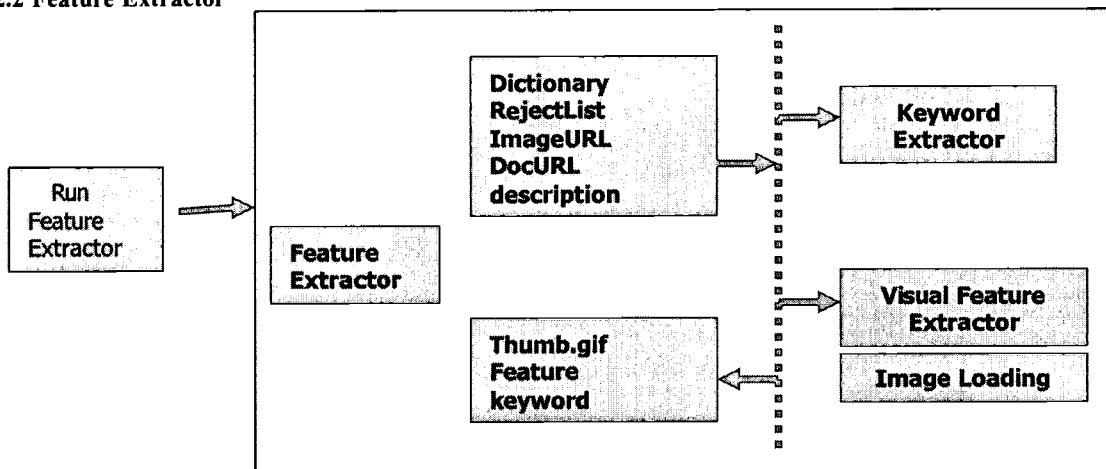 .2 Feature Extractor
Run
Feature
Extractor
Feature
Extractor
Dictionary
RejectList
ImageURL
DocURL
description
Thumb.gif
Feature
keyword
Keyword
Extractor
Visual Feature
Extractor
Image Loading